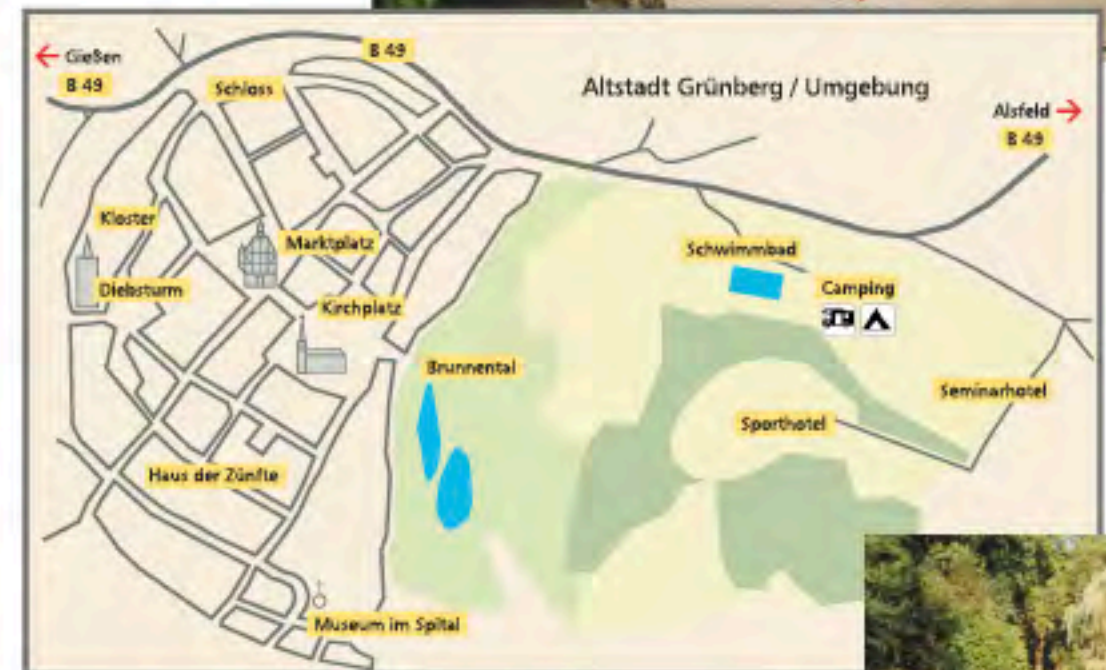 Gießen
B 49
B 49
Schloss
Altstadt Grünberg / Umgebung
Alsfeld
B 49
Kloster
Marktplatz
Schwimmbad
Diebsturm
Camping
Kirchplatz
Brunnental
Seminarhotel
Sporthotel
Haus der Zünfte
Museum im Spital